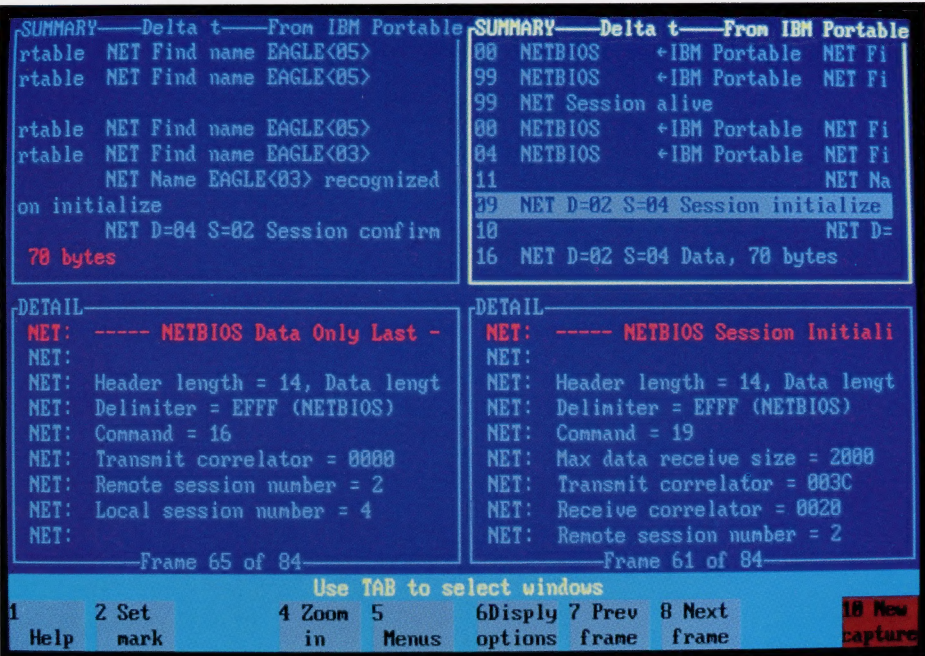 SUMMARY——Delta t——From IBM Portable
rtable NET Find name EAGLE<05>
rtable NET Find name EAGLE<05>
rtable NET Find name EAGLE<05>
rtable NET Find name EAGLE<03>
NET Name EAGLE<03> recognized
on initialize
NET D=04 S=02 Session confirm
70 bytes
SUMMARY——Delta t——From IBM Portable
00 NETBIOS ←IBM Portable NET Fi
99 NETBIOS ←IBM Portable NET Fi
99 NET Session alive
00 NETBIOS ←IBM Portable NET Fi
04 NETBIOS ←IBM Portable NET Fi
11 NET Na
09 NET D=02 S=04 Session initialize
10 NET D=
16 NET D=02 S=04 Data, 70 bytes
DETAIL
NET: ----- NETBIOS Data Only Last -
NET:
NET: Header length = 14, Data lengt
NET: Delimiter = EFFF (NETBIOS)
NET: Command = 16
NET: Transmit correlator = 0000
NET: Remote session number = 2
NET: Local session number = 4
NET:
Frame 65 of 84
DETAIL
NET: ----- NETBIOS Session Initiali
NET:
NET: Header length = 14, Data lengt
NET: Delimiter = EFFF (NETBIOS)
NET: Command = 19
NET: Max data receive size = 2000
NET: Transmit correlator = 003C
NET: Receive correlator = 0020
NET: Remote session number = 2
Frame 61 of 84
Use TAB to select windows
1 Help
2 Set mark
4 Zoom in
5 Menus
6Disply options
7 Prev frame
8 Next frame
10 New capture